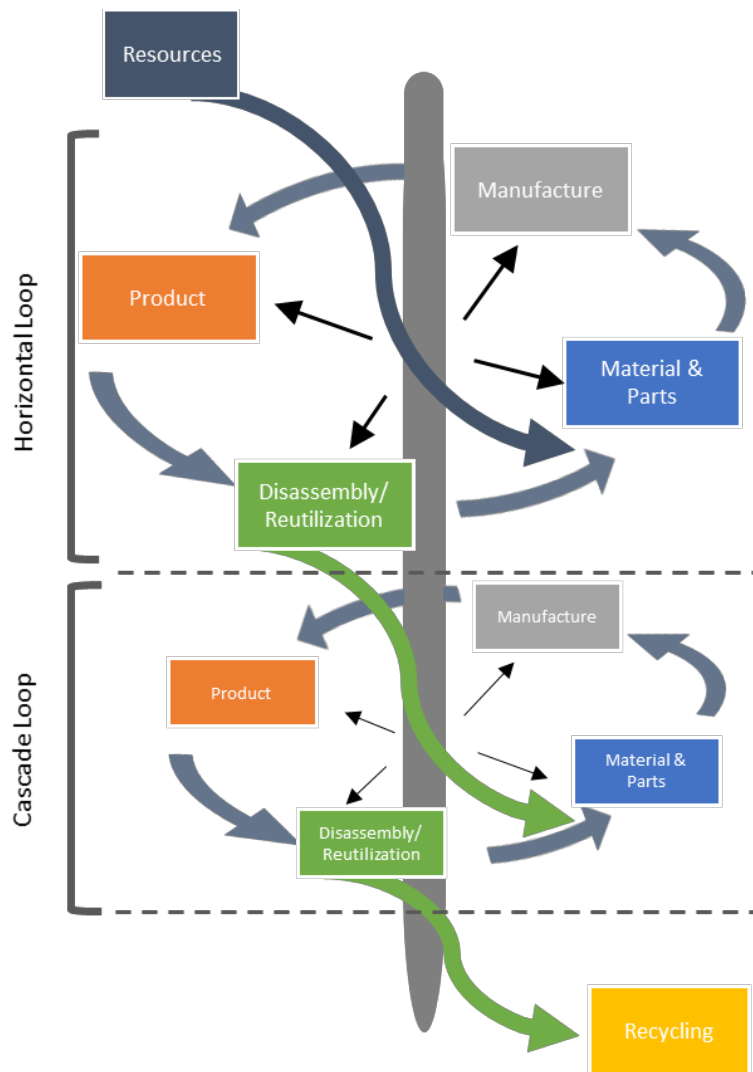 Resources
Manufacture
Horizontal Loop
Product
Material &
Parts
Disassembly/
Reutilization
Cascade Loop
Manufacture
Product
Material &
Parts
Disassembly/
Reutilization
Recycling